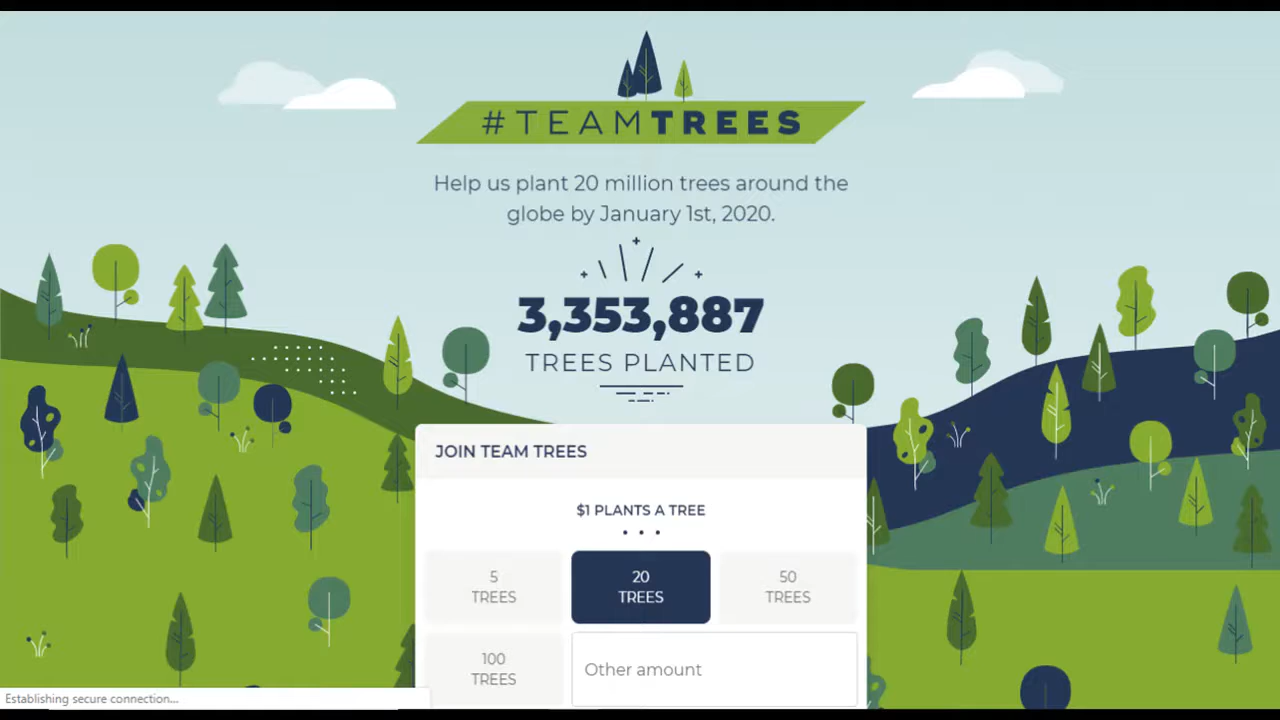 #TEAMTREES
Help us plant 20 million trees around the
globe by January 1st, 2020.
3,353,887
TREES PLANTED
JOIN TEAM TREES
$1 PLANTS A TREE
5
TREES
20
TREES
50
TREES
100
TREES
Other amount
Establishing secure connection...